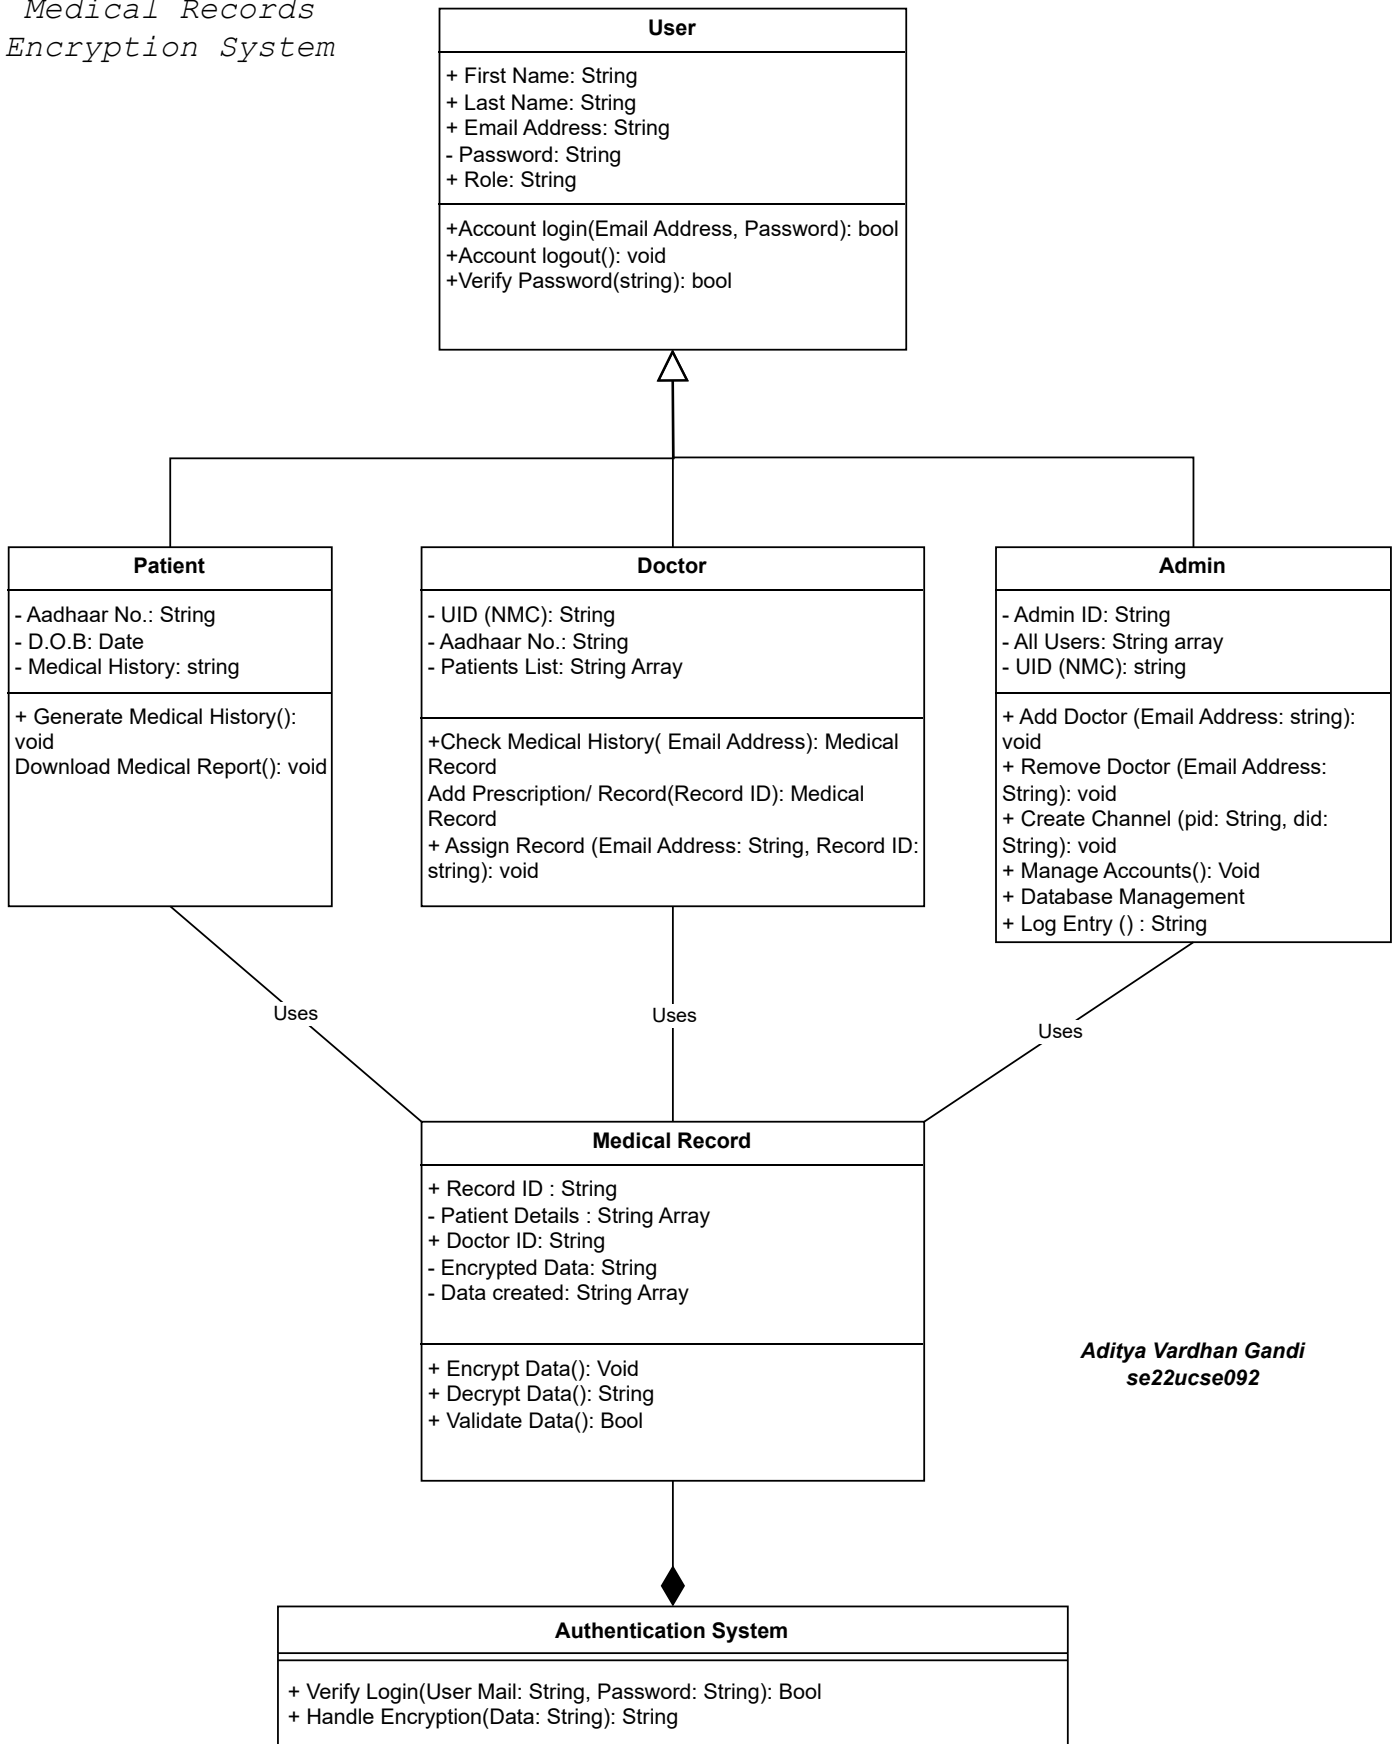 Medical Records
Encryption System
User
+ First Name: String
+ Last Name: String
+ Email Address: String
- Password: String
+ Role: String
+Account login(Email Address, Password): bool
+Account logout(): void
+Verify Password(string): bool
Patient
- Aadhaar No.: String
- D.O.B: Date
- Medical History: string
+ Generate Medical History():
void
Download Medical Report(): void
Doctor
- UID (NMC): String
- Aadhaar No.: String
- Patients List: String Array
+Check Medical History( Email Address): Medical
Record
Add Prescription/ Record(Record ID): Medical
Record
+ Assign Record (Email Address: String, Record ID:
string): void
Admin
- Admin ID: String
- All Users: String array
- UID (NMC): string
+ Add Doctor (Email Address: string):
void
+ Remove Doctor (Email Address:
String): void
+ Create Channel (pid: String, did:
String): void
+ Manage Accounts(): Void
+ Database Management
+ Log Entry () : String
Uses
Uses
Uses
Medical Record
+ Record ID : String
- Patient Details : String Array
+ Doctor ID: String
- Encrypted Data: String
- Data created: String Array
+ Encrypt Data(): Void
+ Decrypt Data(): String
+ Validate Data(): Bool
Aditya Vardhan Gandi
se22ucse092
Authentication System
+ Verify Login(User Mail: String, Password: String): Bool
+ Handle Encryption(Data: String): String